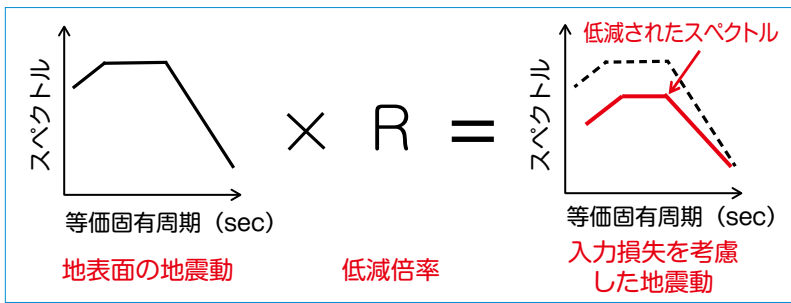 スペクトル
等価固有周期（sec）
地表面の地震動
× R =
低減倍率
低減されたスペクトル
スペクトル
等価固有周期（sec）
入力損失を考慮
した地震動